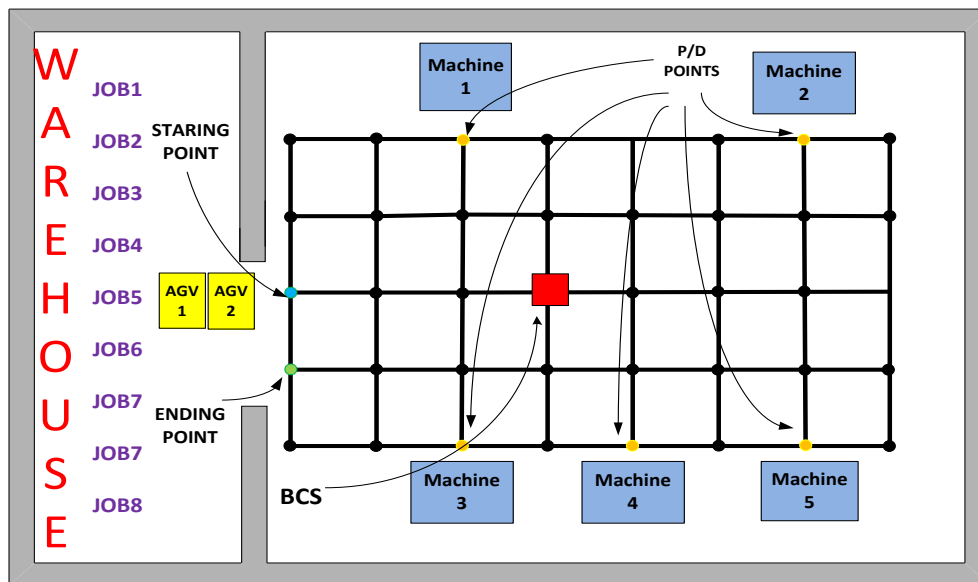 WAREHOUSE
JOB1
JOB2
JOB3
JOB4
JOB5
JOB6
JOB7
JOB7
JOB8
STARING
POINT
AGV
1
AGV
2
ENDING
POINT
BCS
Machine
1
P/D
POINTS
Machine
2
Machine
3
Machine
4
Machine
5